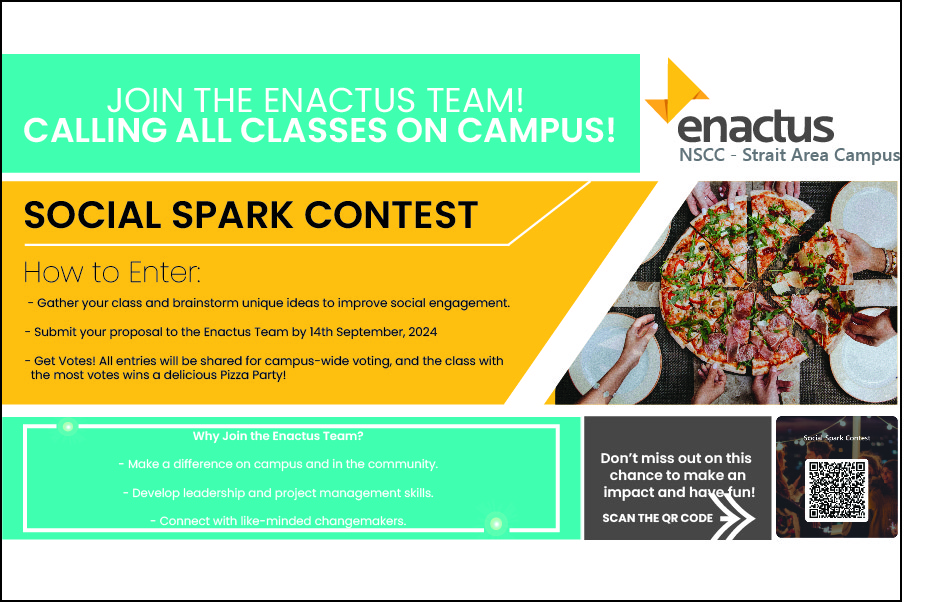 JOIN THE ENACTUS TEAM!
CALLING ALL CLASSES ON CAMPUS!
enactus
NSCC - Strait Area Campus
SOCIAL SPARK CONTEST
How to Enter:
- Gather your class and brainstorm unique ideas to improve social engagement.
- Submit your proposal to the Enactus Team by 14th September, 2024
- Get Votes! All entries will be shared for campus-wide voting, and the class with
the most votes wins a delicious Pizza Party!
Why Join the Enactus Team?
- Make a difference on campus and in the community.
- Develop leadership and project management skills.
- Connect with like-minded changemakers.
Don't miss out on this
chance to make an
impact and have fun!
SCAN THE QR CODE
Social Spark Contest